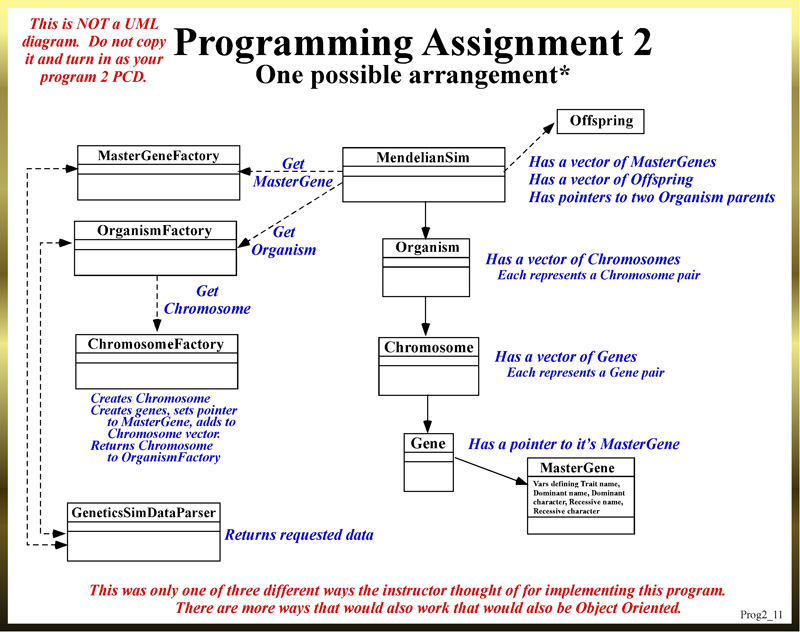 This is NOT a UML
diagram. Do not copy
it and turn in as your
program 2 PCD.
Programming Assignment 2
One possible arrangement*
Offspring
MasterGeneFactory
Get
MasterGene
MendelianSim
Has a vector of MasterGenes
Has a vector of Offspring
Has pointers to two Organism parents
OrganismFactory
Get
Organism
Organism
Has a vector of Chromosomes
Each represents a Chromosome pair
Get
Chromosome
ChromosomeFactory
Chromosome
Has a vector of Genes
Each represents a Gene pair
Creates Chromosome
Creates genes, sets pointer
to MasterGene, adds to
Chromosome vector.
Returns Chromosome
to OrganismFactory
Gene
Has a pointer to it's MasterGene
MasterGene
Vars defining Trait name,
Dominant name, Dominant
character, Recessive name,
Recessive character
GeneticsSimDataParser
Returns requested data
This was only one of three different ways the instructor thought of for implementing this program.
There are more ways that would also work that would also be Object Oriented.
Prog2_11